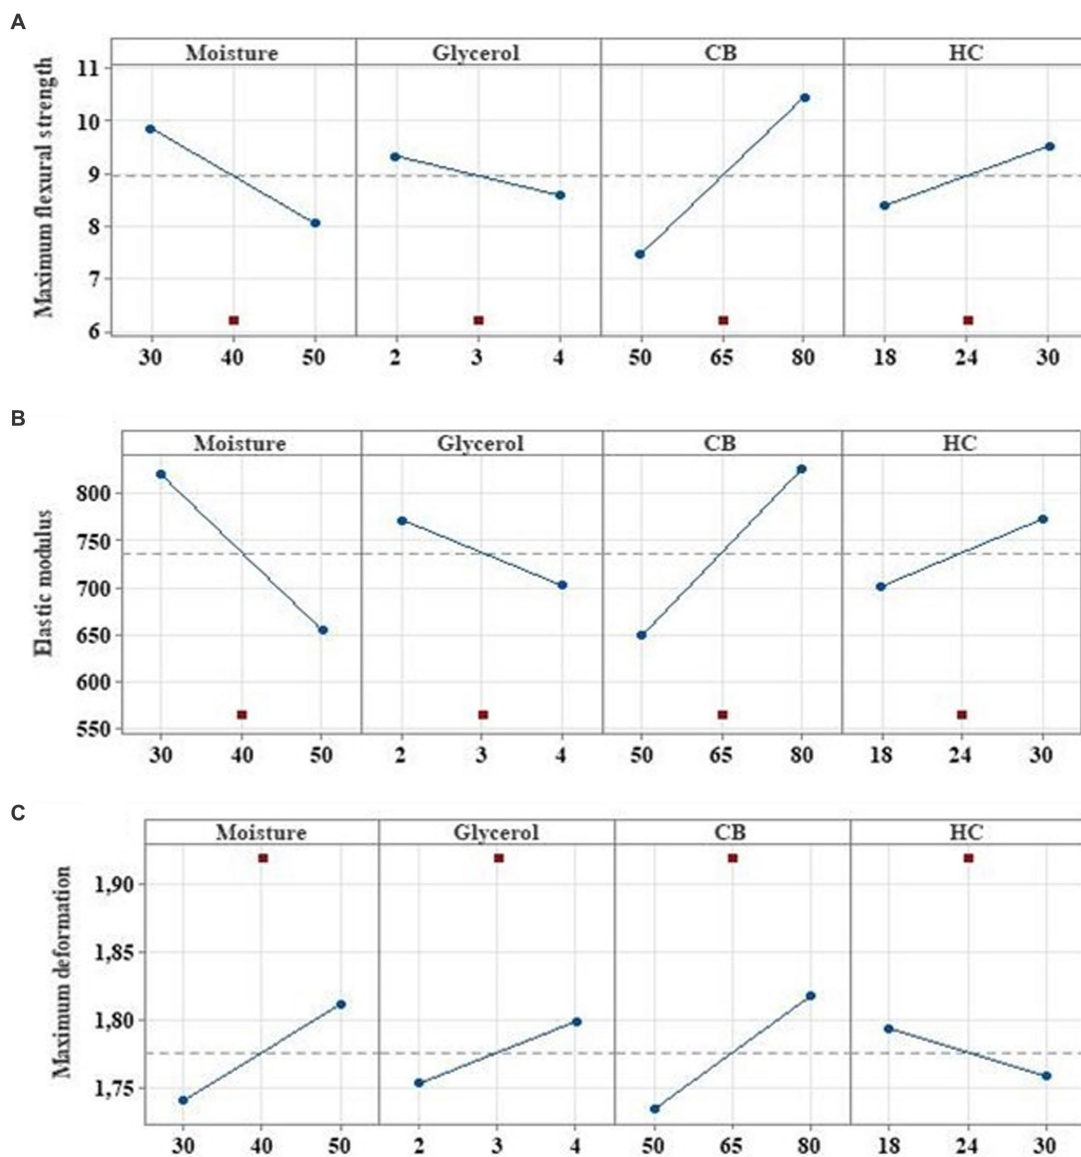 A
Moisture Glycerol CB HC
Maximum flexural strength
11
10
9
8
7
6
30 40 50 2 3 4 50 65 80 18 24 30
B
Moisture Glycerol CB HC
Elastic modulus
800
750
700
650
600
550
30 40 50 2 3 4 50 65 80 18 24 30
C
Moisture Glycerol CB HC
Maximum deformation
1,90
1,85
1,80
1,75
30 40 50 2 3 4 50 65 80 18 24 30